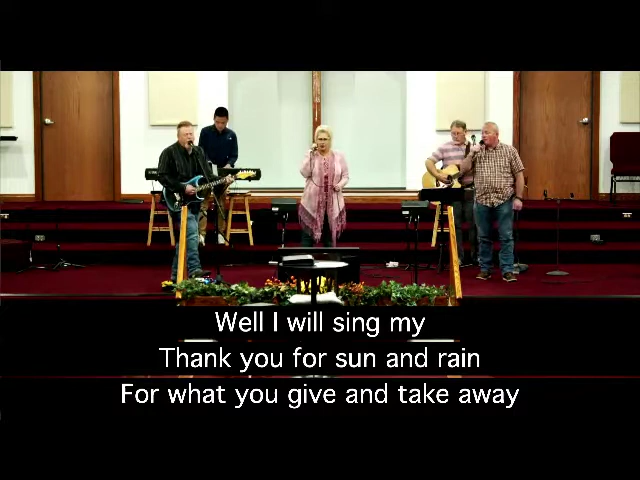 Well I will sing my
Thank you for sun and rain
For what you give and take away